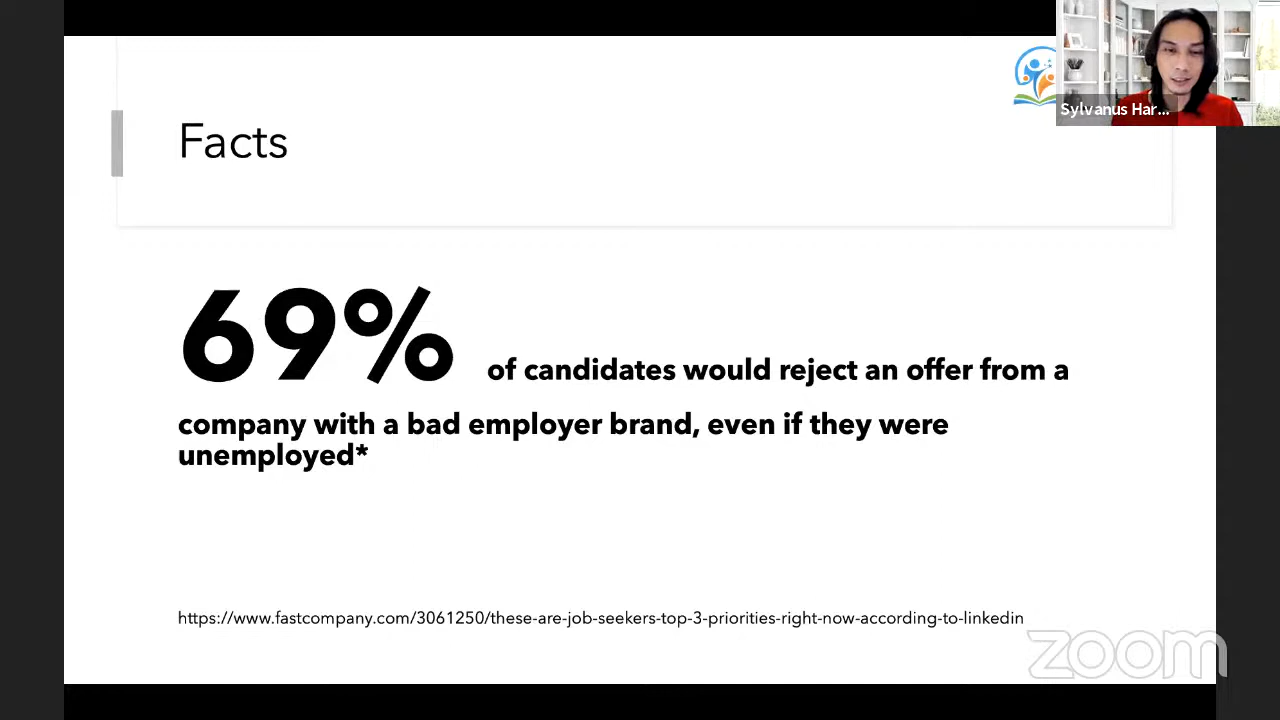 Sylvanus Har...
Facts
69% of candidates would reject an offer from a
company with a bad employer brand, even if they were
unemployed*
https://www.fastcompany.com/3061250/these-are-job-seekers-top-3-priorities-right-now-according-to-linkedin
zoom